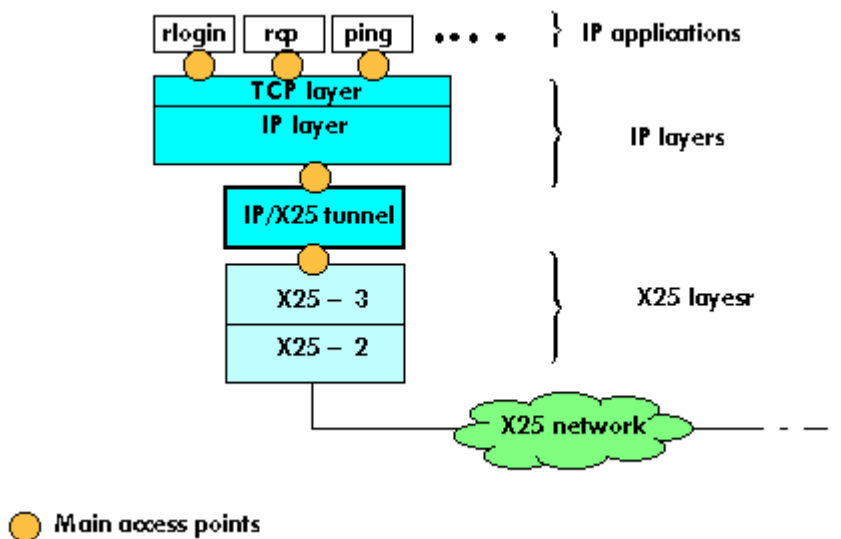 rlogin rcp ping • • • • } IP applications
TCP layer
IP layer
IP layers
IP/X25 tunnel
X25 – 3
X25 layesr
X25 – 2
X25 network
Main access points